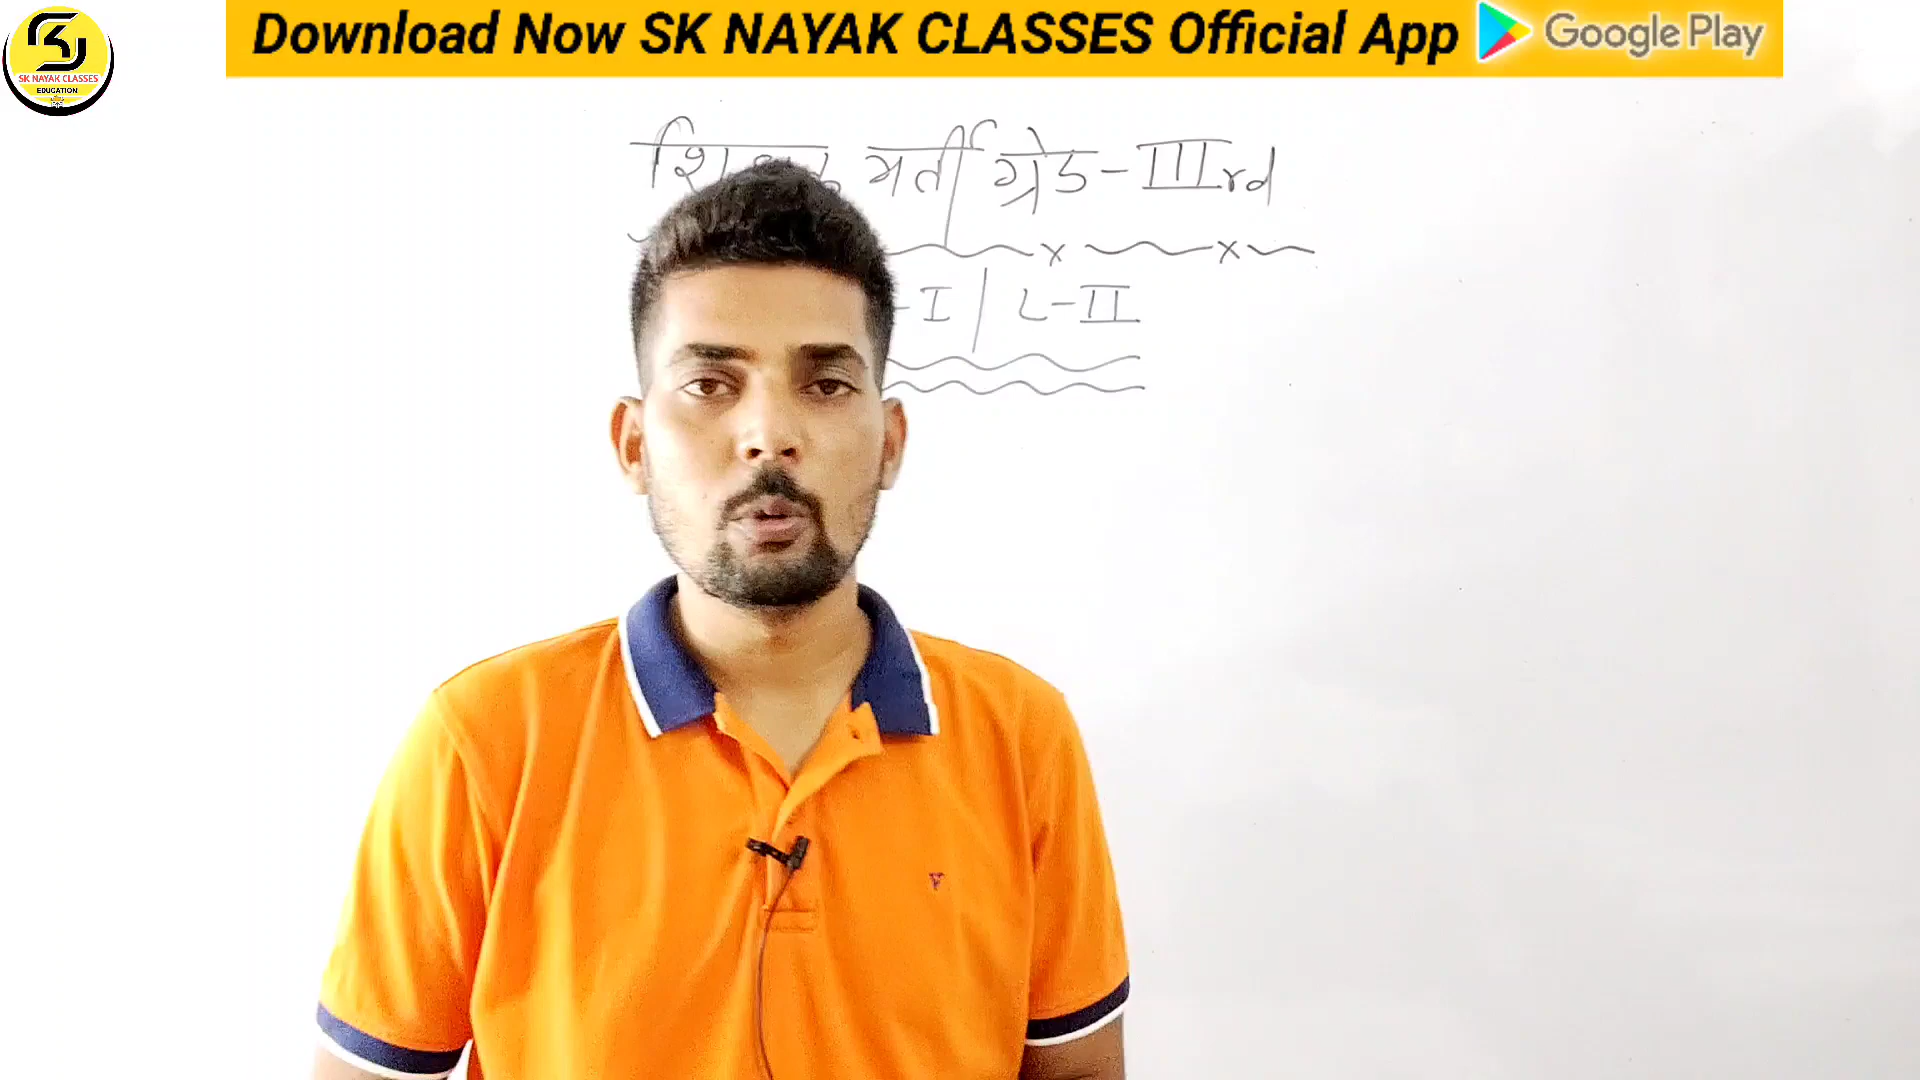 Download Now SK NAYAK CLASSES Official App Google Play
SK NAYAK CLASSES
EDUCATION
भर्ती ग्रेड-IIIrd
-I / L-II